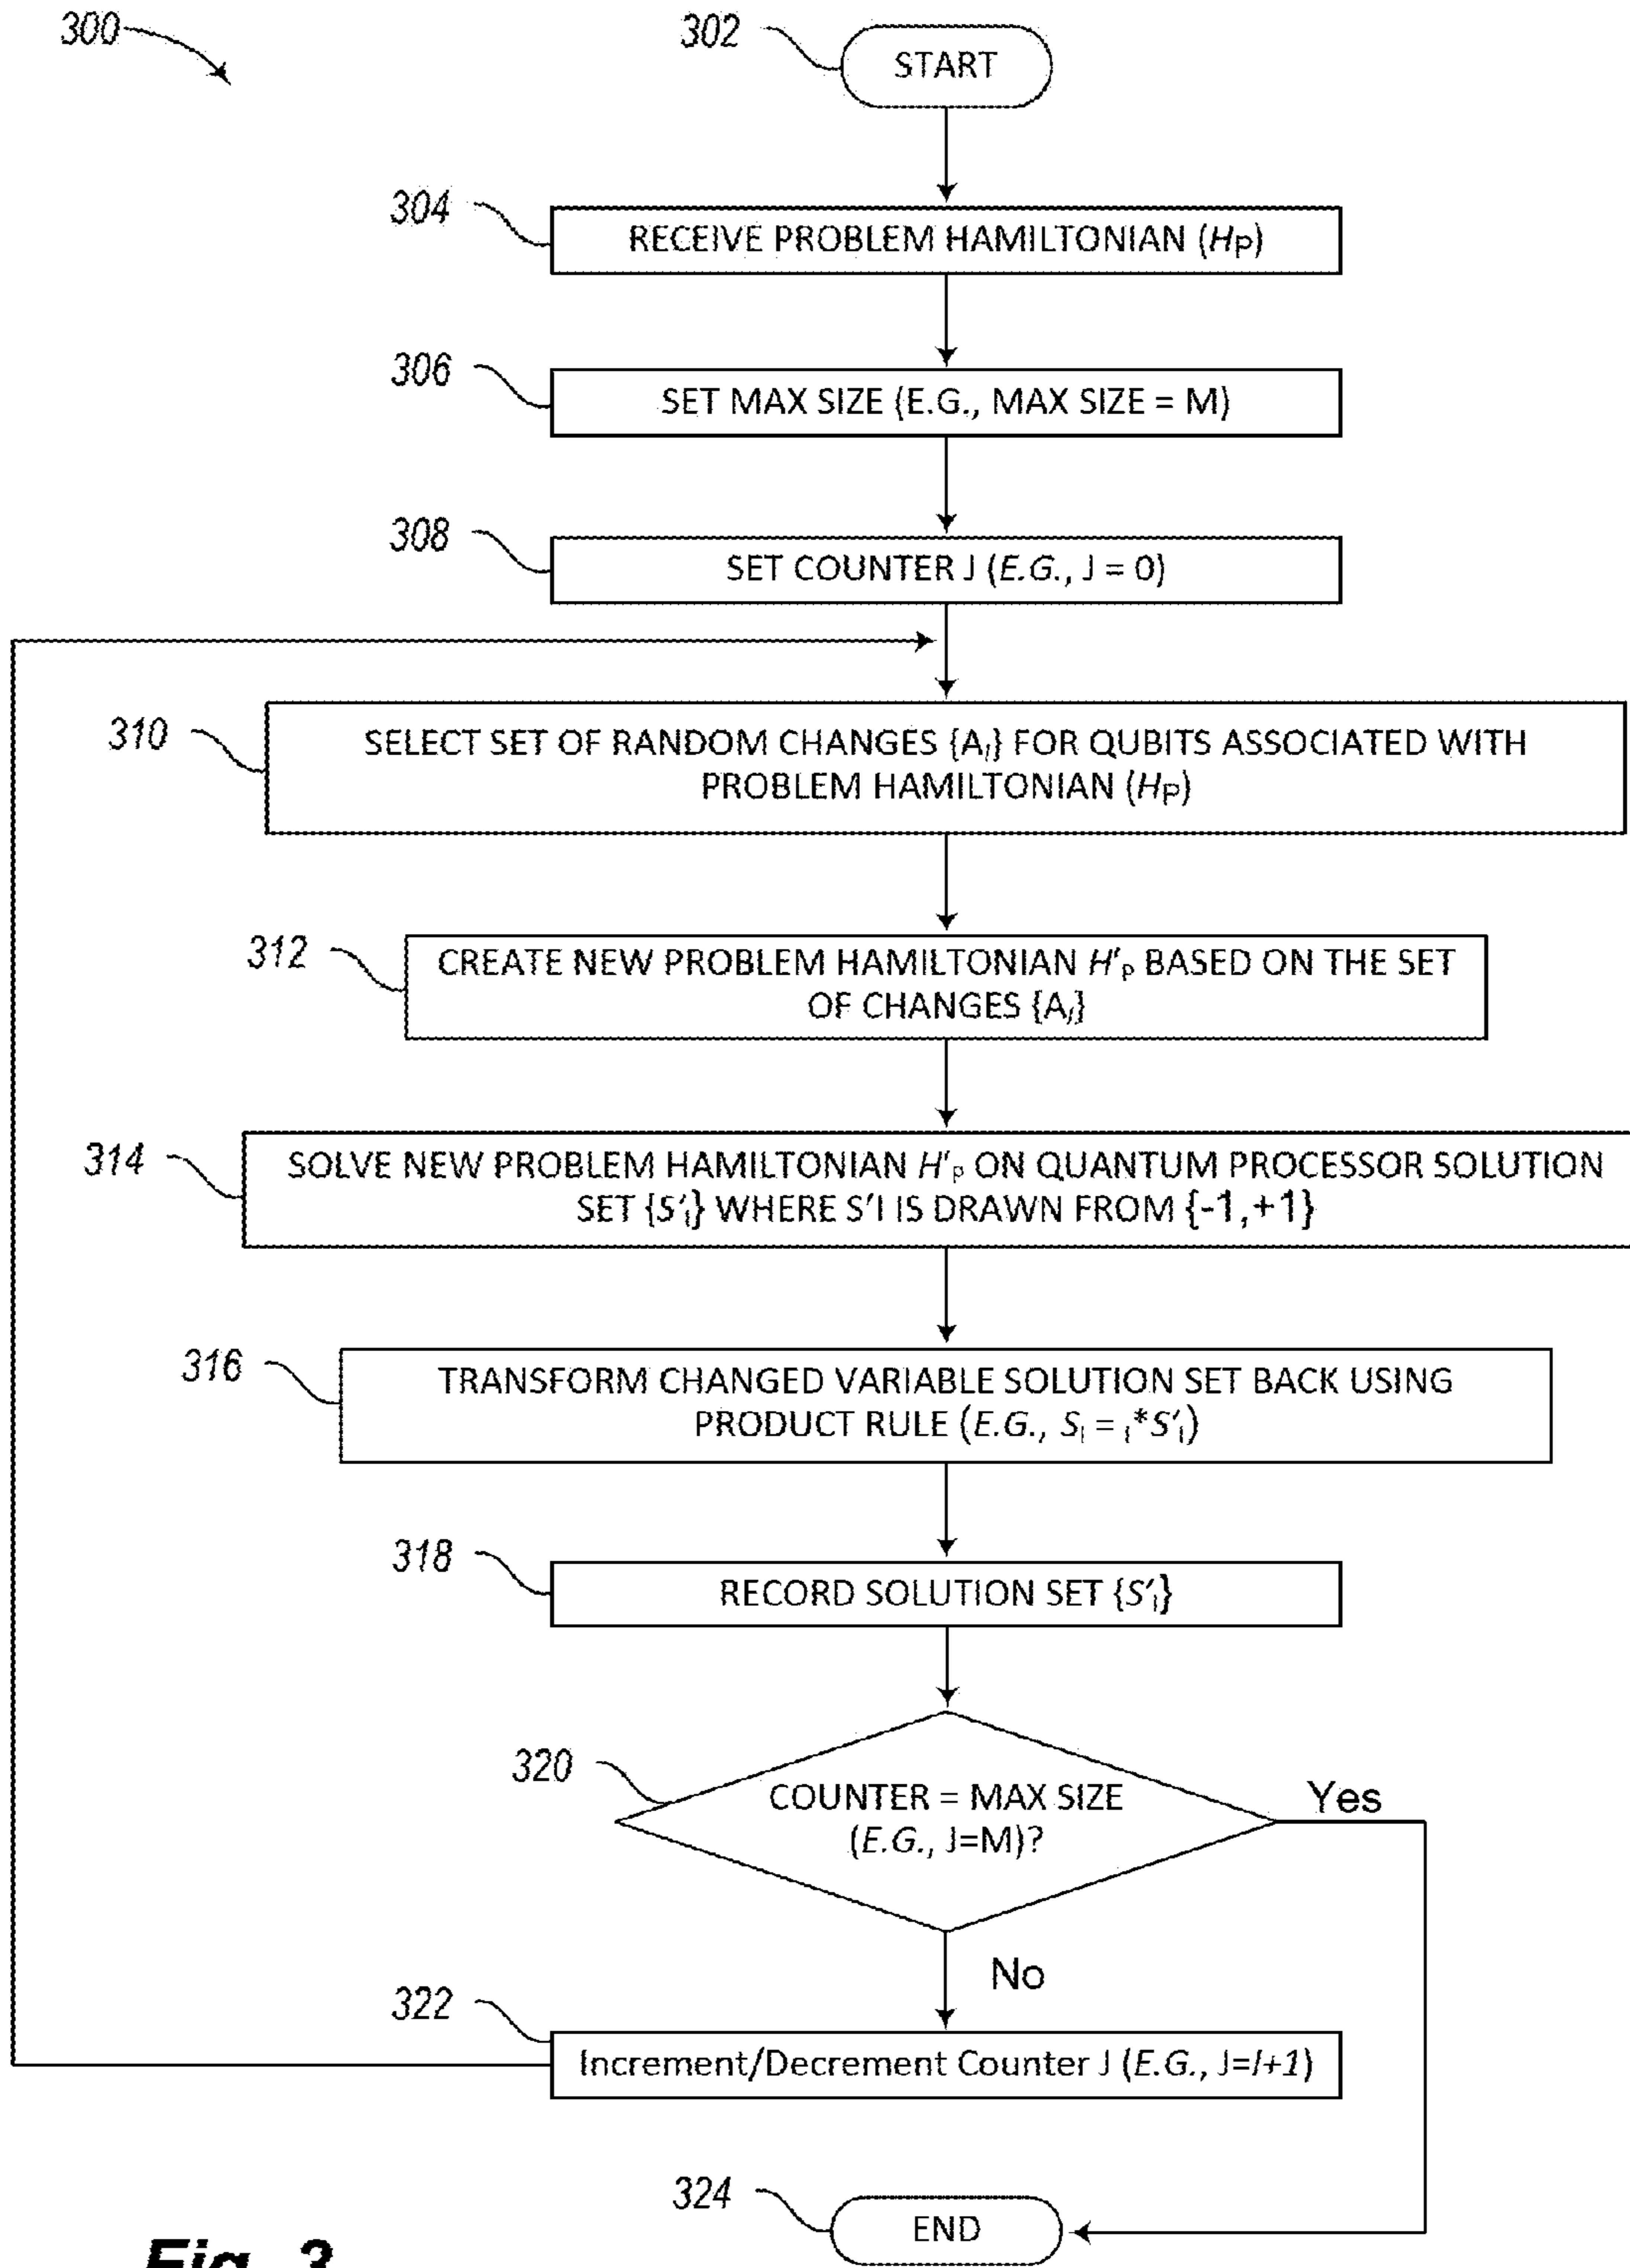 300
302
START
304
RECEIVE PROBLEM HAMILTONIAN (HP)
306
SET MAX SIZE (E.G., MAX SIZE = M)
308
SET COUNTER J (E.G., J = 0)
310
SELECT SET OF RANDOM CHANGES {Ai} FOR QUBITS ASSOCIATED WITH
PROBLEM HAMILTONIAN (HP)
312
CREATE NEW PROBLEM HAMILTONIAN H'P BASED ON THE SET
OF CHANGES {Ai}
314
SOLVE NEW PROBLEM HAMILTONIAN H'P ON QUANTUM PROCESSOR SOLUTION
SET {S'I} WHERE S'I IS DRAWN FROM {-1,+1}
316
TRANSFORM CHANGED VARIABLE SOLUTION SET BACK USING
PRODUCT RULE (E.G., SI = I*S'I)
318
RECORD SOLUTION SET {S'I}
320
COUNTER = MAX SIZE
(E.G., J=M)?
Yes
No
322
Increment/Decrement Counter J (E.G., J=I+1)
324
END
Fig. 3